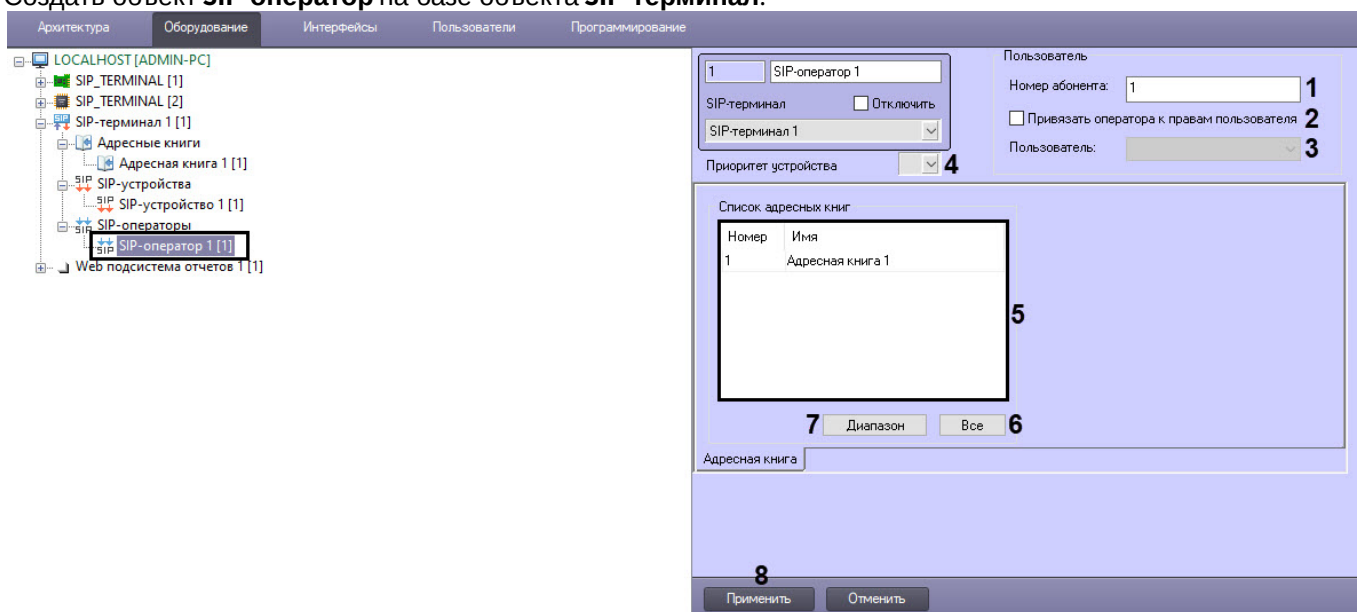 Создать объект SIP-оператор на базе объекта SIP-терминал.
Архитектура Оборудование Интерфейсы Пользователи Программирование
LOCALHOST [ADMIN-PC]
SIP_TERMINAL [1]
SIP_TERMINAL [2]
SIP-терминал 1 [1]
Адресные книги
Адресная книга 1 [1]
SIP-устройства
SIP-устройство 1 [1]
SIP-операторы
SIP-оператор 1 [1]
Web подсистема отчетов 1 [1]
1 SIP-оператор 1
SIP-терминал Отключить
SIP-терминал 1
Приоритет устройства 4
Пользователь
Номер абонента: 1 1
Привязать оператора к правам пользователя 2
Пользователь: 3
Список адресных книг
Номер Имя
1 Адресная книга 1
5
7 Диапазон Все 6
Адресная книга
8
Применить Отменить